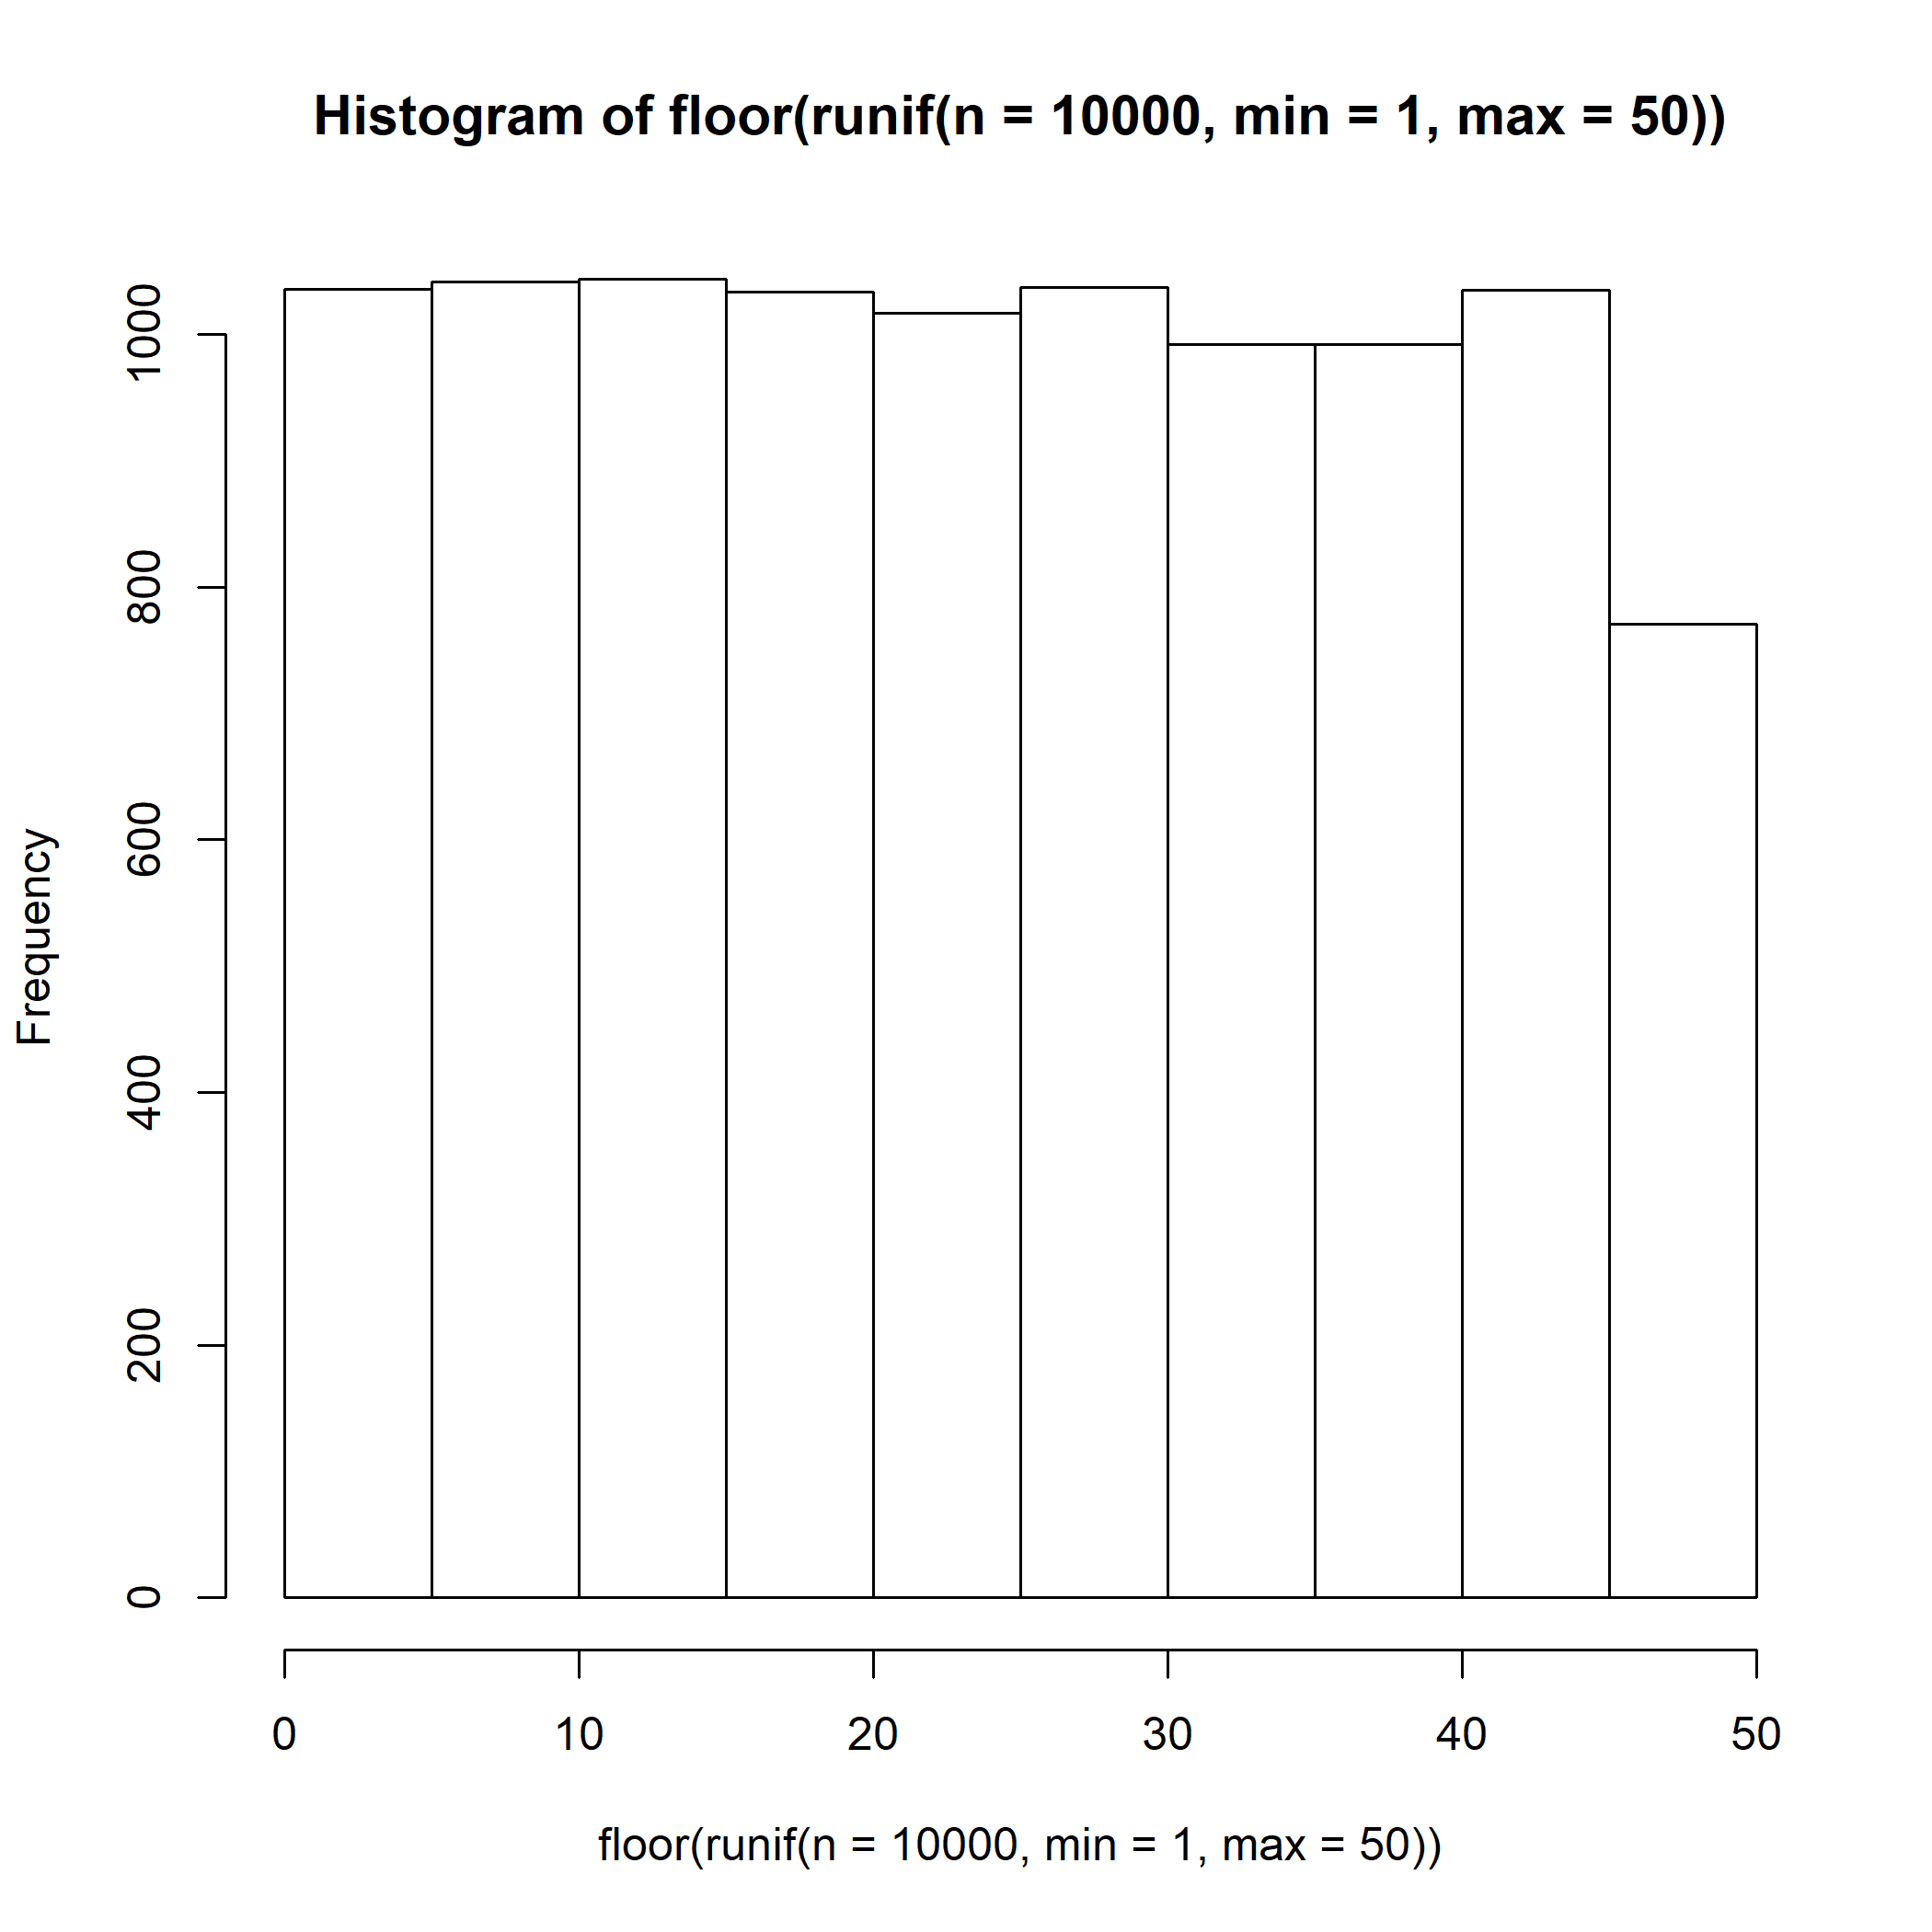 Histogram of floor(runif(n = 10000, min = 1, max = 50))
Frequency
1000
800
600
400
200
0
0 10 20 30 40 50
floor(runif(n = 10000, min = 1, max = 50))